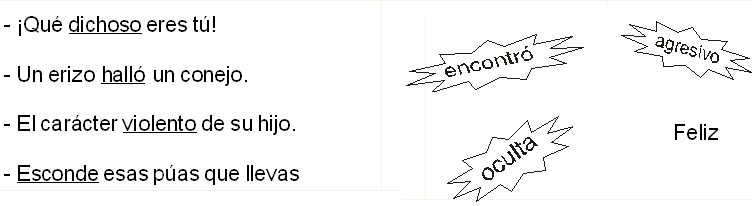 - ¡Qué dichoso eres tú!
- Un erizo halló un conejo.
- El carácter violento de su hijo.
- Esconde esas púas que llevas
encontró
agresivo
oculta
Feliz